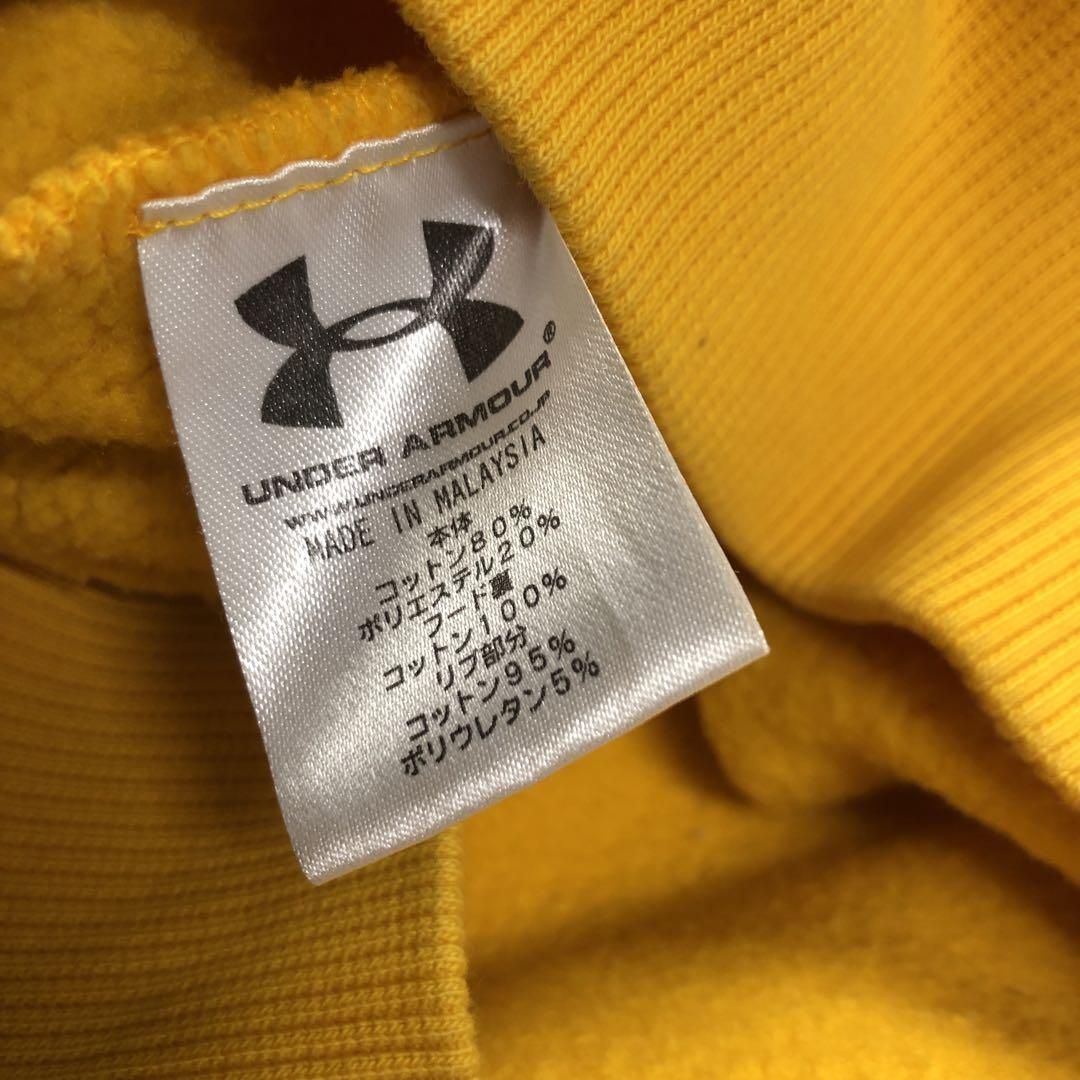 UNDER ARMOUR®
WWW.UNDERARMOUR.CO.JP
MADE IN MALAYSIA
本体
コットン80%
ポリエステル20%
フード裏
コットン100%
リブ部分
コットン95%
ポリウレタン5%